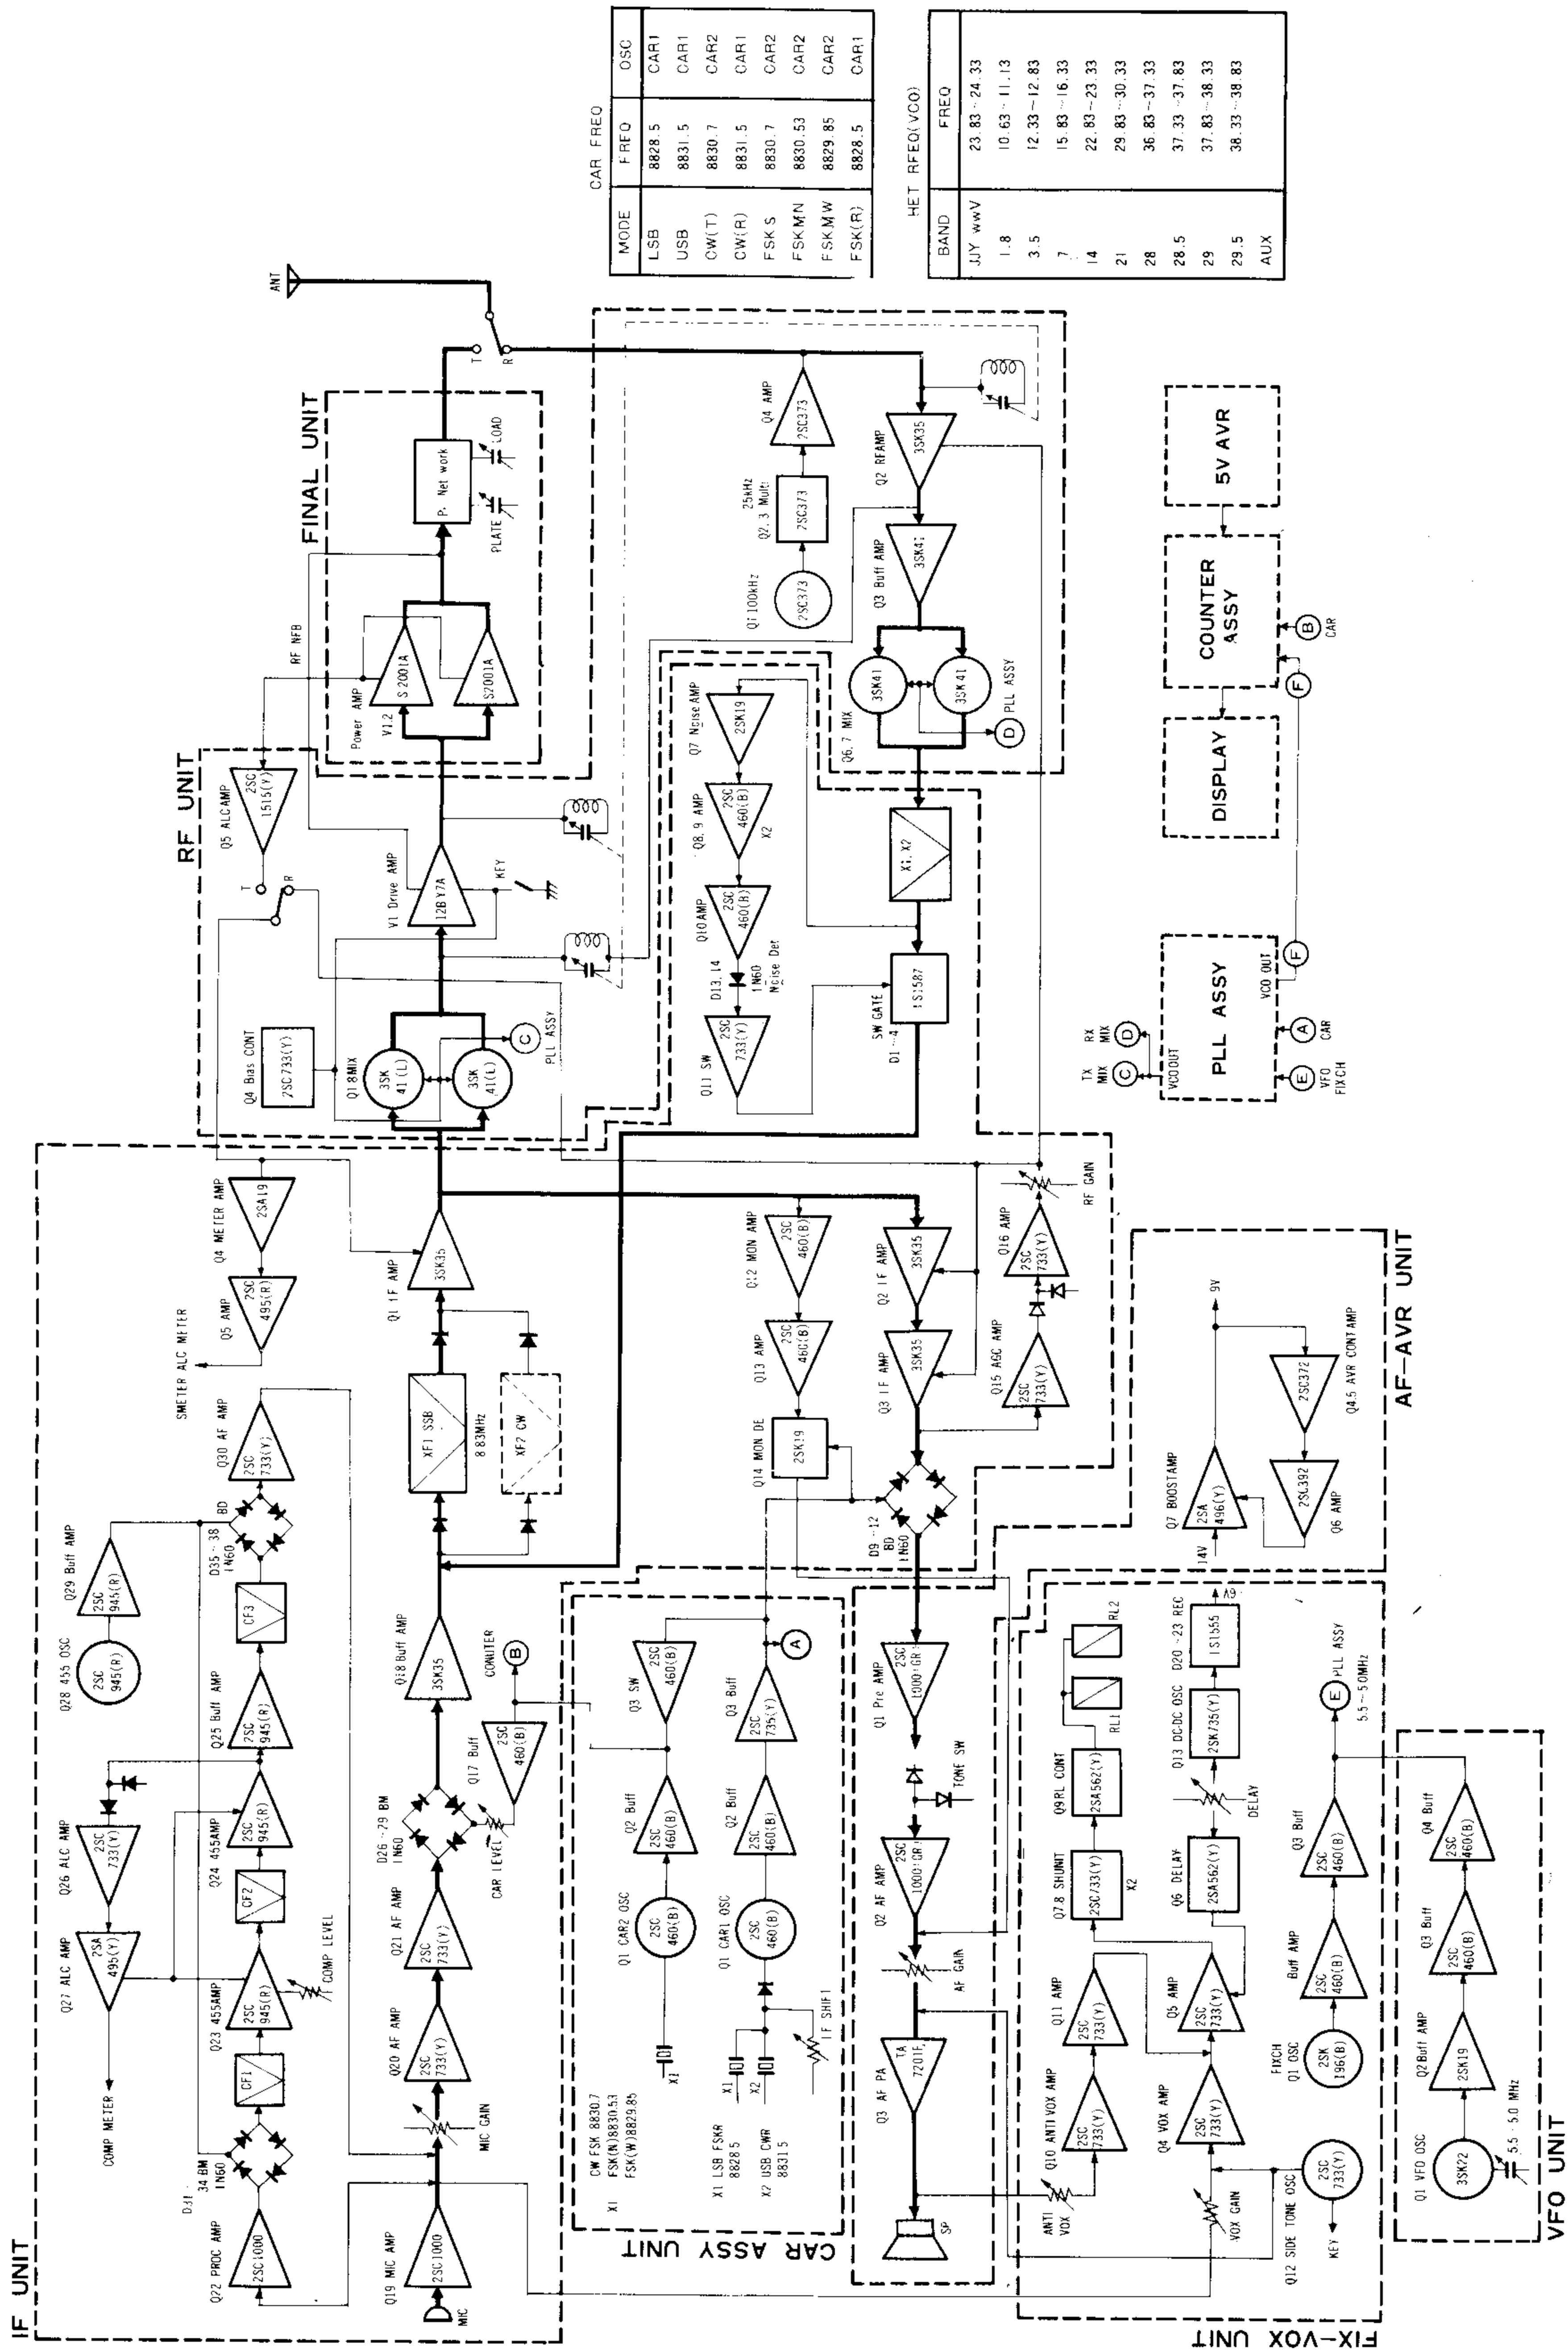 IF UNIT
COMP METER
Q27 ALC AMP
2SA
495(Y)
Q26 ALC AMP
2SC
733(Y)
Q28 455 OSC
2SC
945(R)
Q29 Buff AMP
2SC
945(R)
SMETER ALC METER
Q5 AMP
2SC
495(R)
Q4 METER AMP
2SA19
Q22 PROC AMP
2SC1000
34 BM
1N60
CF1
Q23 455AMP
2SC
945(R)
COMP LEVEL
CF2
Q24 455AMP
2SC
945(R)
Q25 Buff AMP
2SC
945(R)
CF3
D35~38
1N60
BD
Q30 AF AMP
2SC
733(Y)
Q19 MIC AMP
2SC1000
MIC
MIC GAIN
Q20 AF AMP
2SC
733(Y)
Q21 AF AMP
2SC
733(Y)
D26~29 BM
1N60
CAR LEVEL
Q17 Buff
2SC
460(B)
CONUTER
B
Q18 Buff AMP
3SK35
XF1 SSB
8.83MHz
XF2 CW
Q1 IF AMP
3SK35
RF UNIT
Q4 Bias CONT
2SC733(Y)
Q1.8MIX
3SK
41(L)
3SK
41(L)
C
PLL ASSY
Q5 ALCAMP
2SC
1515(Y)
T
R
V1 Drive AMP
12BY7A
KEY
RF NFB
FINAL UNIT
Power AMP
V1.2
S2001A
S2001A
P. Net work
PLATE
LOAD
T
R
ANT
CAR FREQ
MODE FREQ OSC
LSB 8828.5 CAR1
USB 8831.5 CAR1
CW(T) 8830.7 CAR2
CW(R) 8831.5 CAR1
FSK S 8830.7 CAR2
FSKMN 8830.53 CAR2
FSKMW 8829.85 CAR2
FSK(R) 8828.5 CAR1
HET RFEQ(VCO)
BAND FREQ
JJY wwV 23.83~24.33
1.8 10.63~11.13
3.5 12.33~12.83
7 15.83~16.33
14 22.83~23.33
21 29.83~30.33
28 36.83~37.33
28.5 37.33~37.83
29 37.83~38.33
29.5 38.33~38.83
AUX
Q1 100kHz
2SC373
25kHz
Q2.3 Multi
2SC373
Q4 AMP
2SC373
Q2 RFAMP
3SK35
Q3 Buff AMP
3SK41
Q6.7 MIX
3SK41
3SK41
D
PLL ASSY
Q7 Noise AMP
2SK19
Q8.9 AMP
2SC
460(B)
X2
Q10AMP
2SC
460(B)
D13.14
1N60
Noise Det
Q11 SW
2SC
733(Y)
SW GATE
D1~4
1S1587
X1.X2
Q12 MON AMP
2SC
460(B)
Q13 AMP
2SC
460(B)
Q14 MON DE
2SK19
Q2 IF AMP
3SK35
Q3 IF AMP
3SK35
D9~12
BD
1N60
Q15 AGC AMP
2SC
733(Y)
Q16 AMP
2SC
733(Y)
RF GAIN
CAR ASSY UNIT
X1
CW FSK 8830.7
FSK(N)8830.53
FSK(W)8829.85
X1
Q1 CAR2 OSC
2SC
460(B)
Q2 Buff
2SC
460(B)
Q3 SW
2SC
460(B)
X1 LSB FSKR
8828.5
X2 USB CWR
8831.5
X1
X2
IF SHIFT
Q1 CAR1 OSC
2SC
460(B)
Q2 Buff
2SC
460(B)
Q3 Buff
2SC
735(Y)
A
AF-AVR UNIT
SP
Q3 AF PA
TA
7201P
AF GAIN
Q2 AF AMP
2SC
1000(GR)
TONE SW
Q1 Pre AMP
2SC
1000(GR)
14V
Q7 BOOSTAMP
2SA
496(Y)
9V
Q6 AMP
2SC392
Q4.5 AVR CONT AMP
2SC372
FIX-VOX UNIT
ANTI
VOX
Q10 ANTI VOX AMP
2SC
733(Y)
Q11 AMP
2SC
733(Y)
Q7.8 SHUNIT
2SC733(Y)
X2
Q9RL CONT
2SA562(Y)
RL1
RL2
VOX GAIN
Q4 VOX AMP
2SC
733(Y)
Q5 AMP
2SC
733(Y)
Q6 DELAY
2SA562(Y)
DELAY
Q13 DC-DC OSC
2SK735(Y)
D20~23 REC
1S1555
KEY
Q12 SIDE TONE OSC
2SC
733(Y)
FIXCH
Q1 OSC
2SK
196(B)
Buff AMP
2SC
460(B)
Q3 Buff
2SC
460(B)
E
PLL ASSY
5.5~5.0MHz
VFO UNIT
Q1 VFO OSC
3SK22
5.5~5.0 MHz
Q2Buff AMP
2SK19
Q3 Buff
2SC
460(B)
Q4 Buff
2SC
460(B)
TX
MIX
C
RX
MIX
D
VCOOUT
PLL ASSY
VCO OUT
E
VFO
FIXCH
A
CAR
F
F
DISPLAY
COUNTER
ASSY
B
CAR
5V AVR